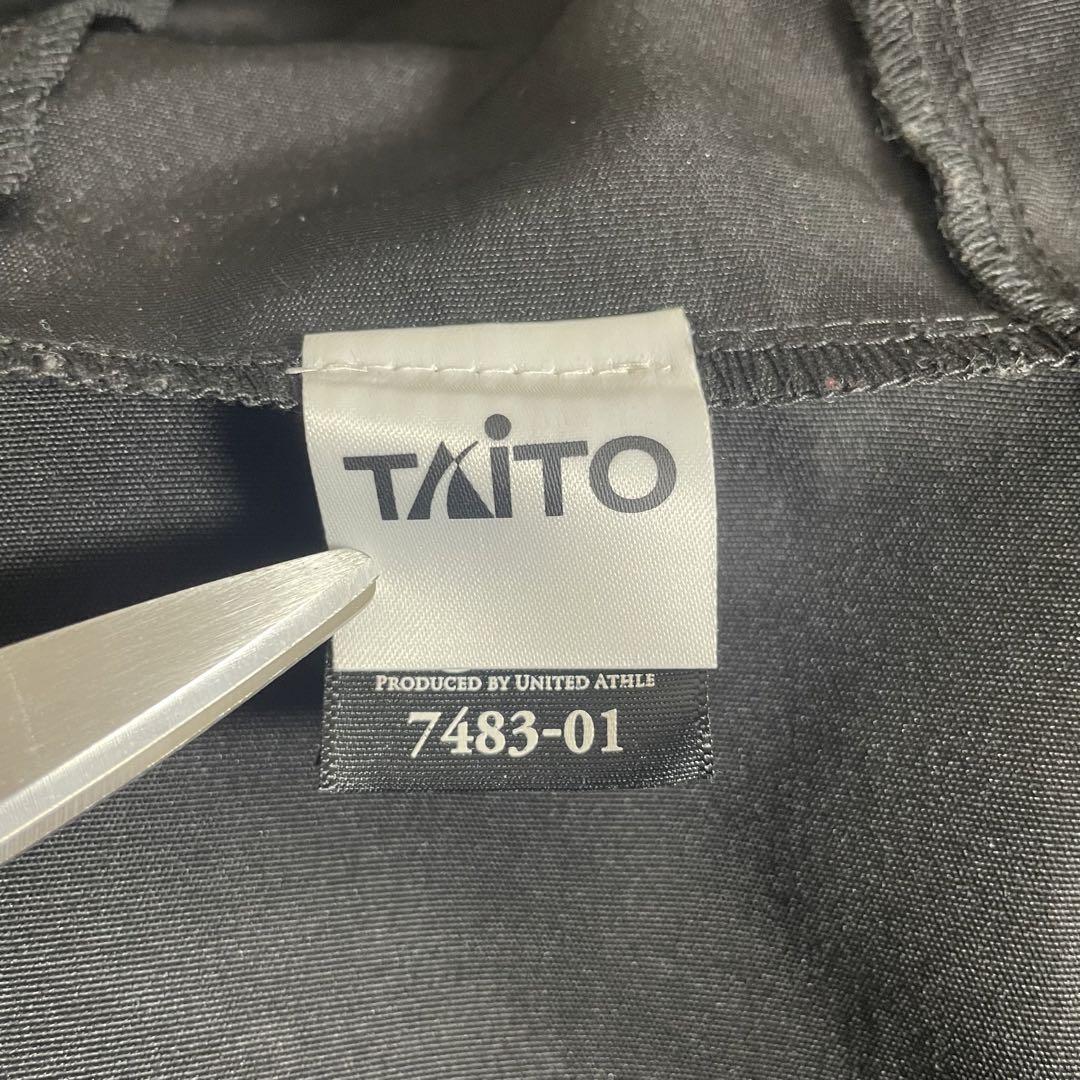 TAiTO
PRODUCED BY UNITED ATHLE
7483-01